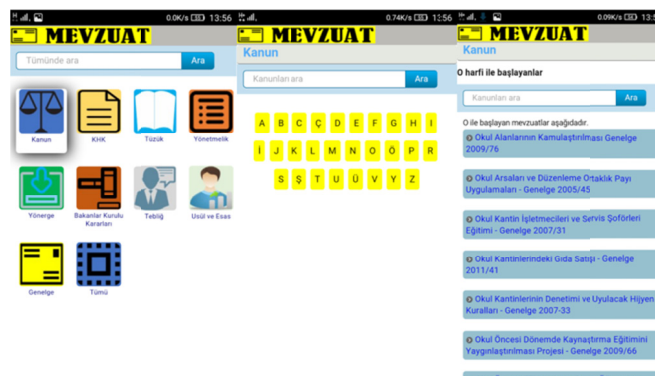 0.0K/s 13:56
MEVZUAT
Tümünde ara
Ara
Kanun
KHK
Tüzük
Yönetmelik
Yönerge
Bakanlar Kurulu
Kararları
Tebliğ
Usül ve Esas
Genelge
Tümü
0.74K/s 13:56
MEVZUAT
Kanun
Kanunları ara
Ara
A B C Ç D E F G H I
İ J K L M N O Ö P R
S Ş T U Ü V Y Z
0.09K/s 13:5
MEVZUAT
Kanun
O harfi ile başlayanlar
Kanunları ara
Ara
O ile başlayan mevzuatlar aşağıdadır.
Okul Alanlarının Kamulaştırılması Genelge
2009/76
Okul Arsaları ve Düzenleme Ortaklık Payı
Uygulamaları - Genelge 2005/45
Okul Kantin İşletmecileri ve Servis Şoförleri
Eğitimi - Genelge 2007/31
Okul Kantinlerindeki Gıda Satışı - Genelge
2011/41
Okul Kantinlerinin Denetimi ve Uyulacak Hijyen
Kuralları - Genelge 2007-33
Okul Öncesi Dönemde Kaynaştırma Eğitimini
Yaygınlaştırılması Projesi - Genelge 2009/66